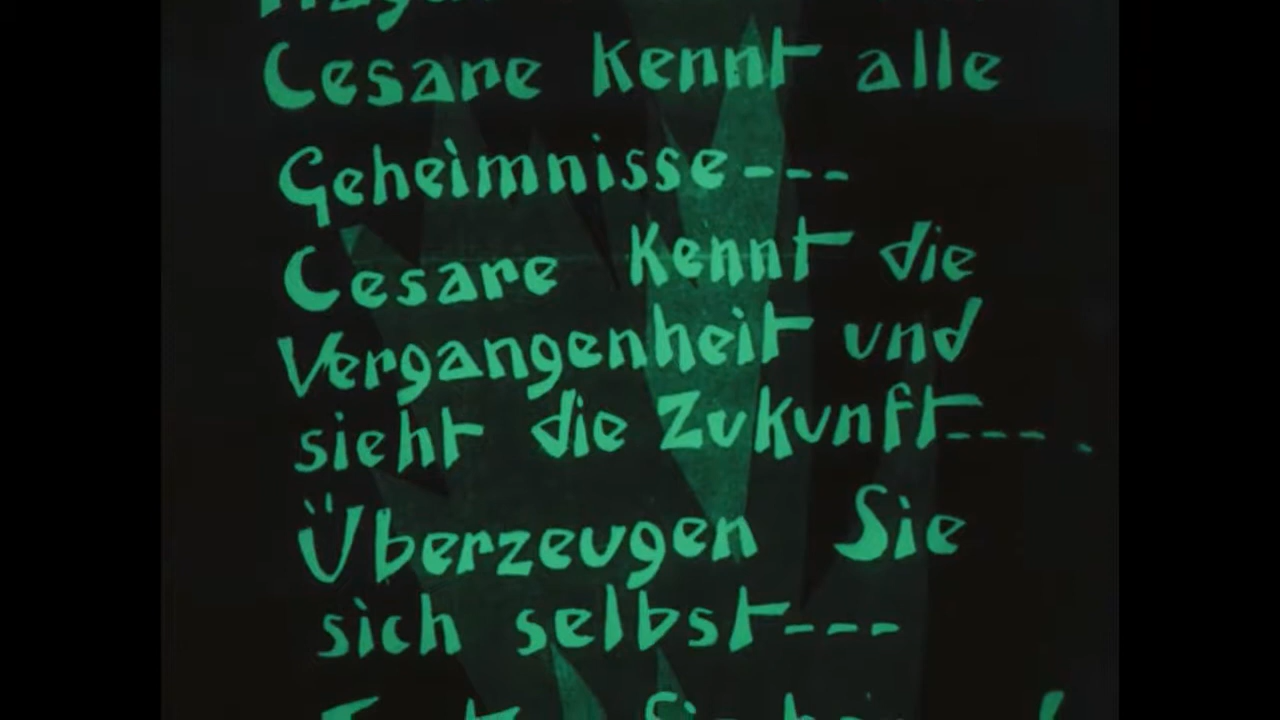 Cesare kennt alle
Geheimnisse---
Cesare kennt die
Vergangenheit und
sieht die Zukunft----
Überzeugen Sie
sich selbst---